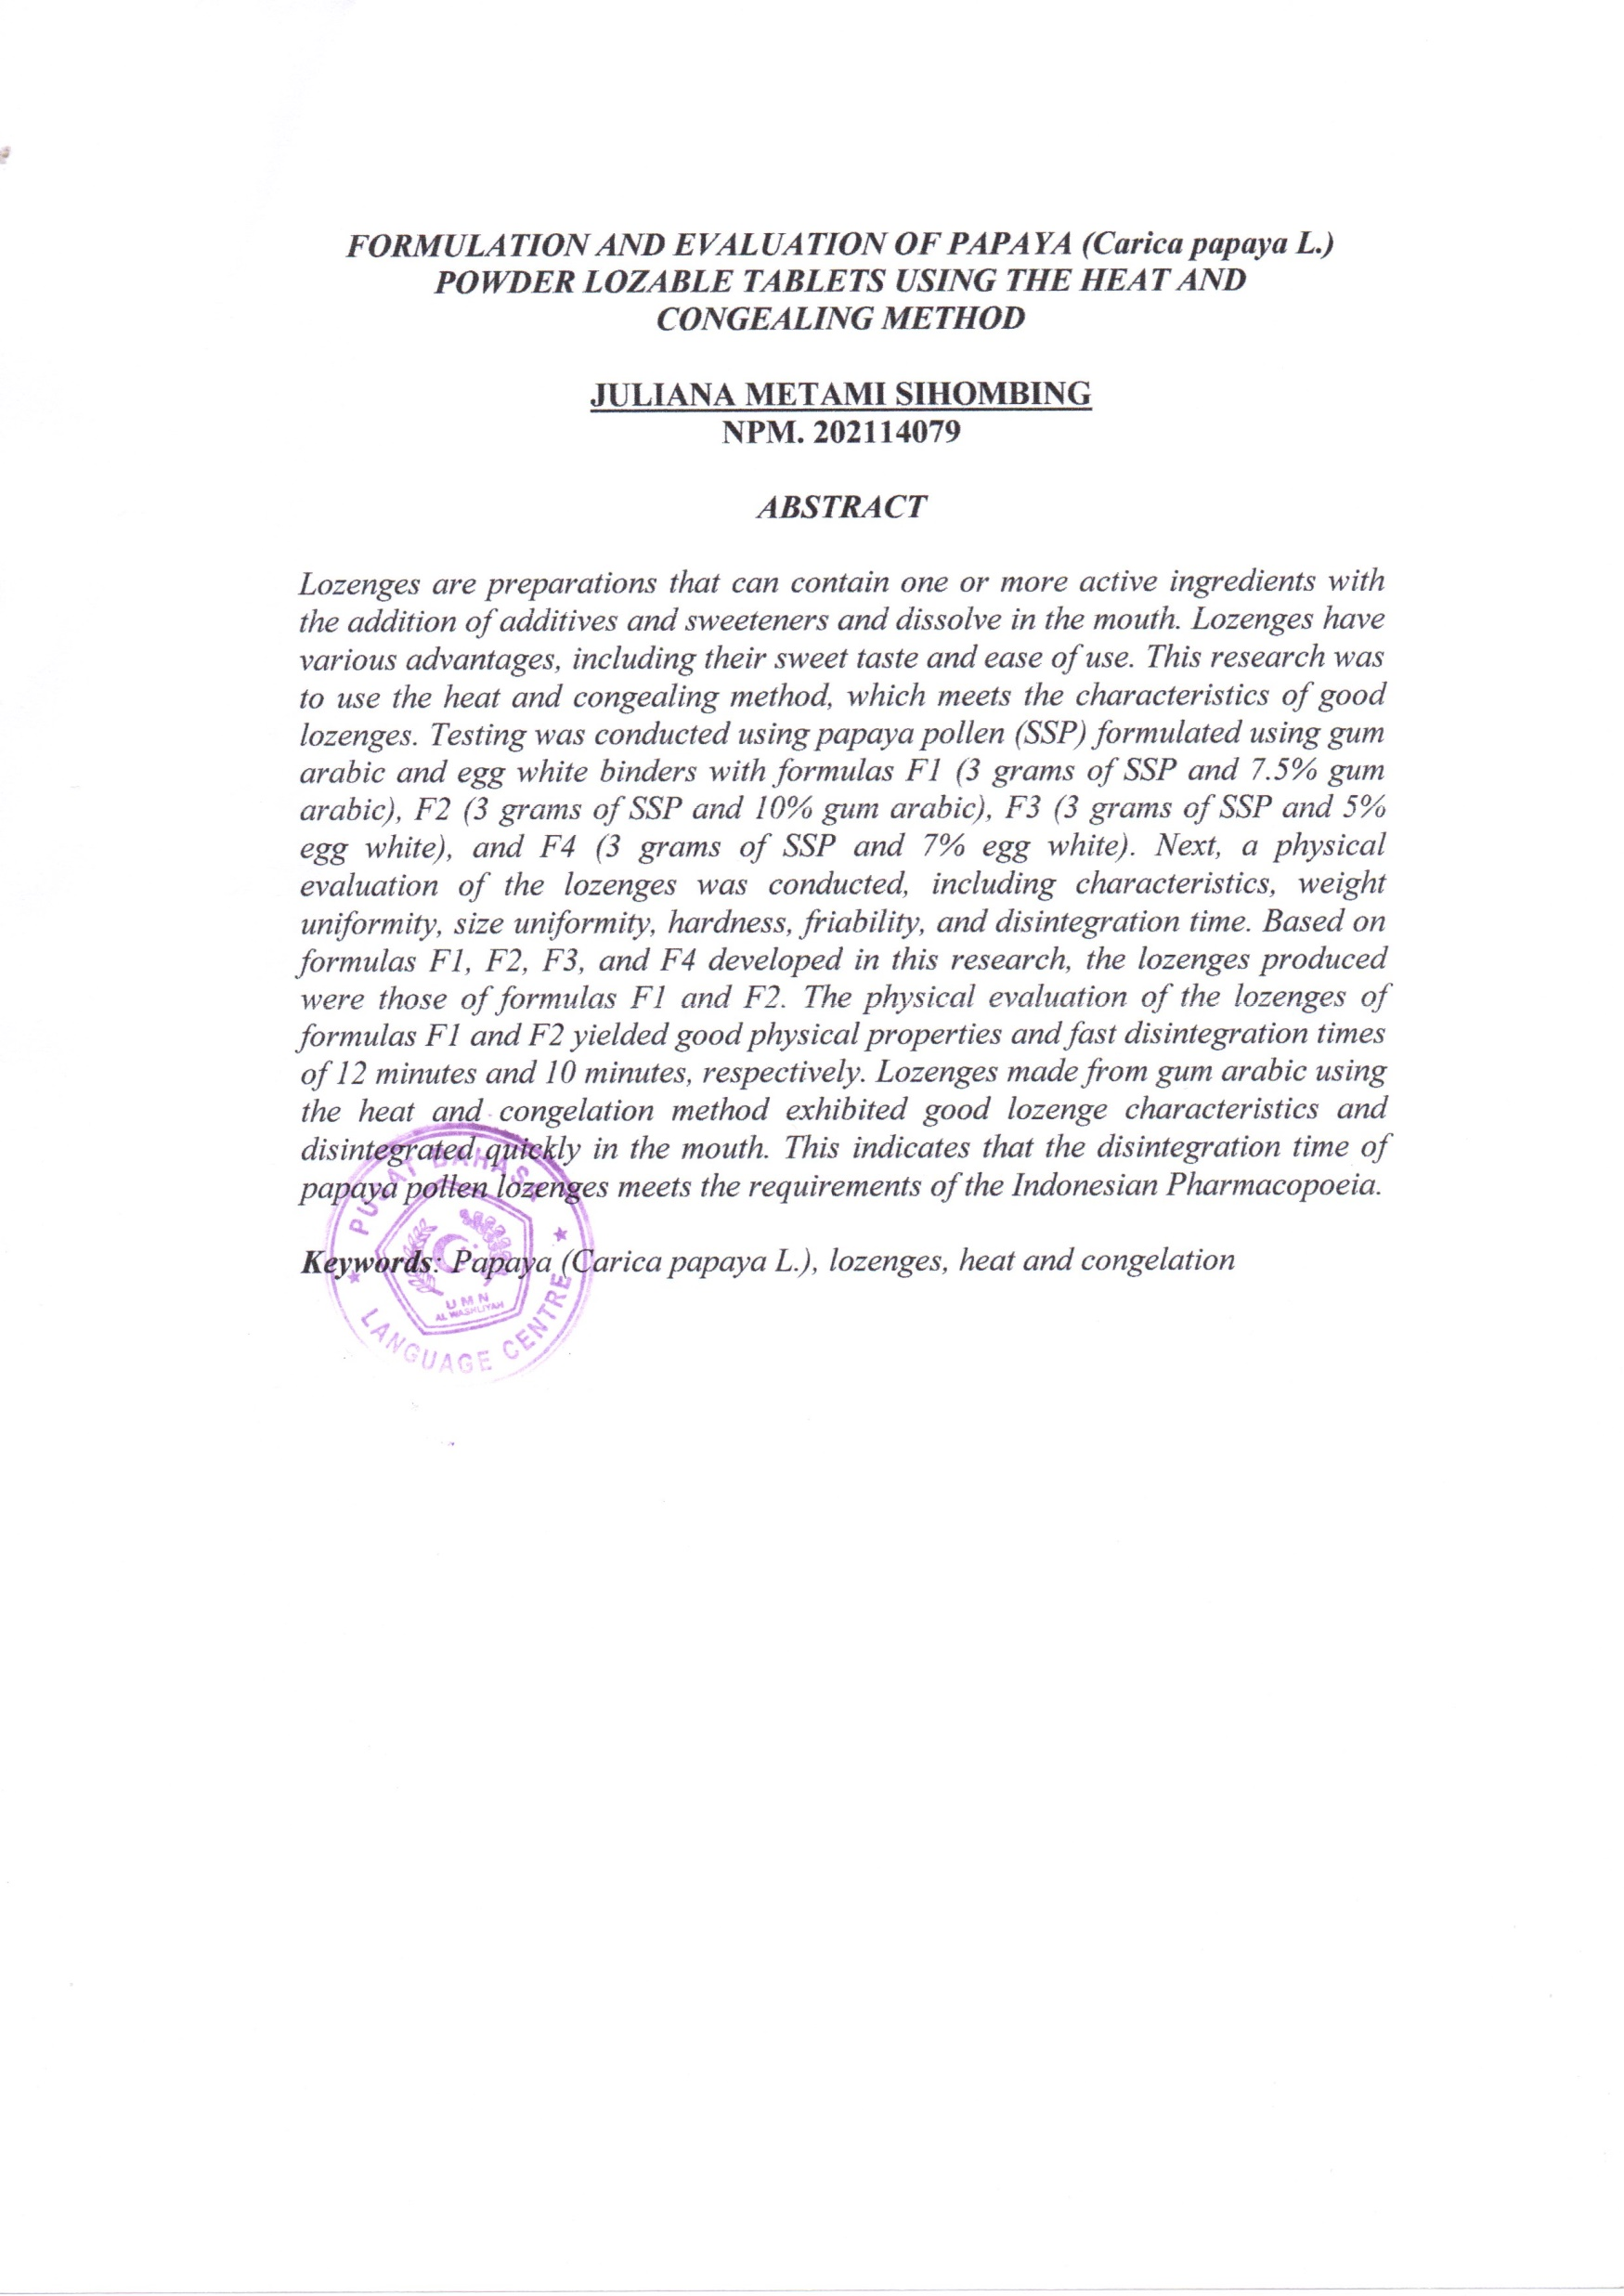 FORMULATION AND EVALUATION OF PAPAYA (Carica papaya L.)
POWDER LOZABLE TABLETS USING THE HEAT AND
CONGEALING METHOD
JULIANA METAMI SIHOMBING
NPM. 202114079
ABSTRACT
Lozenges are preparations that can contain one or more active ingredients with
the addition of additives and sweeteners and dissolve in the mouth. Lozenges have
various advantages, including their sweet taste and ease of use. This research was
to use the heat and congealing method, which meets the characteristics of good
lozenges. Testing was conducted using papaya pollen (SSP) formulated using gum
arabic and egg white binders with formulas F1 (3 grams of SSP and 7.5% gum
arabic), F2 (3 grams of SSP and 10% gum arabic), F3 (3 grams of SSP and 5%
egg white), and F4 (3 grams of SSP and 7% egg white). Next, a physical
evaluation of the lozenges was conducted, including characteristics, weight
uniformity, size uniformity, hardness, friability, and disintegration time. Based on
formulas F1, F2, F3, and F4 developed in this research, the lozenges produced
were those of formulas F1 and F2. The physical evaluation of the lozenges of
formulas F1 and F2 yielded good physical properties and fast disintegration times
of 12 minutes and 10 minutes, respectively. Lozenges made from gum arabic using
the heat and congelation method exhibited good lozenge characteristics and
disintegrated quickly in the mouth. This indicates that the disintegration time of
papaya pollen lozenges meets the requirements of the Indonesian Pharmacopoeia.
Keywords: Papaya (Carica papaya L.), lozenges, heat and congelation
PUSAT BAHASA
UMN
AL WASHLIYAH
LANGUAGE CENTRE